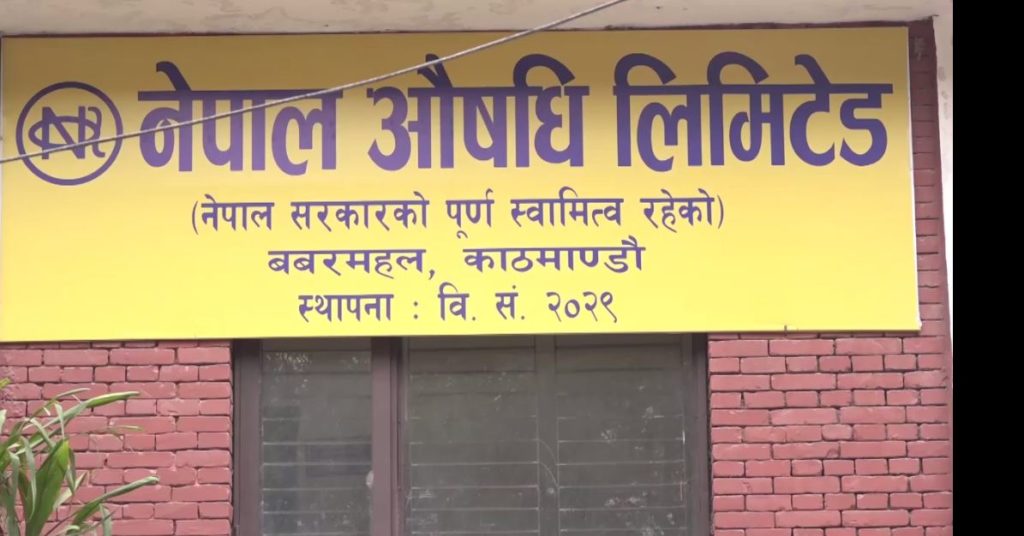 नेपाल औषधि लिमिटेड
(नेपाल सरकारको पूर्ण स्वामित्व रहेको)
बबरमहल, काठमाण्डौ
स्थापना : वि. सं. २०२९